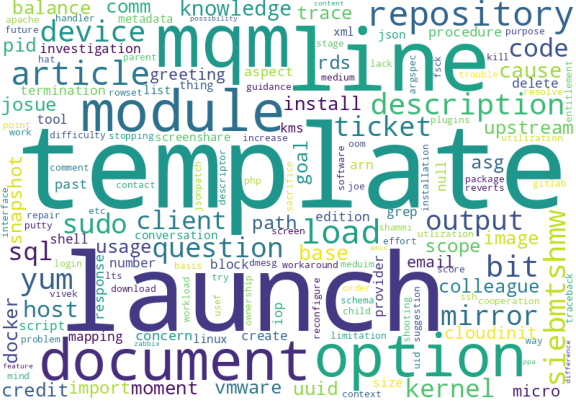 apache
balance
comm
knowledge
possibility
content
handler
metadata
trace
repository
future
device
mqm
line
pid
investigation
hat
parent
stage
xml
json
procedure
purpose
rds
lack
argspec
fsck
kill
code
article
greeting
aspect
medium
trouble
cause
delete
resolve
entitlement
josue
termination
rowset
list
thing
guidance
module
install
description
point
work
tool
difficulty
stopping
screenshare
increase
kms
goal
ticket
plugins
upstream
utilization
template
snapshot
interface
comment
past
contact
jsonpatch
descriptor
php
sacrifice
arn
software
oom
joe
installation
null
asg
package
reverts
gitlab
repair
putty
etc
sudo
client
conversation
path
screen
edition
grep
shammi
output
sql
shell
usage
question
load
base
workaround
effort
utlization
scope
image
yum
login
lts
vivek
download
response
number
basis
block
dmesg
email
score
bit
launch
host
mapping
workload
try
usef
ownership
iop
reconfigure
schema
child
order
provider
suggestion
shooting
colleague
ssh
cooperation
cloudinit
traceback
way
siebmtshmw
docker
script
problem
zabbix
concern
linux
create
limitation
uid
mirror
document
option
feature
mind
credit
import
moment
vmware
uuid
context
size
kernel
micro
ppa
difference